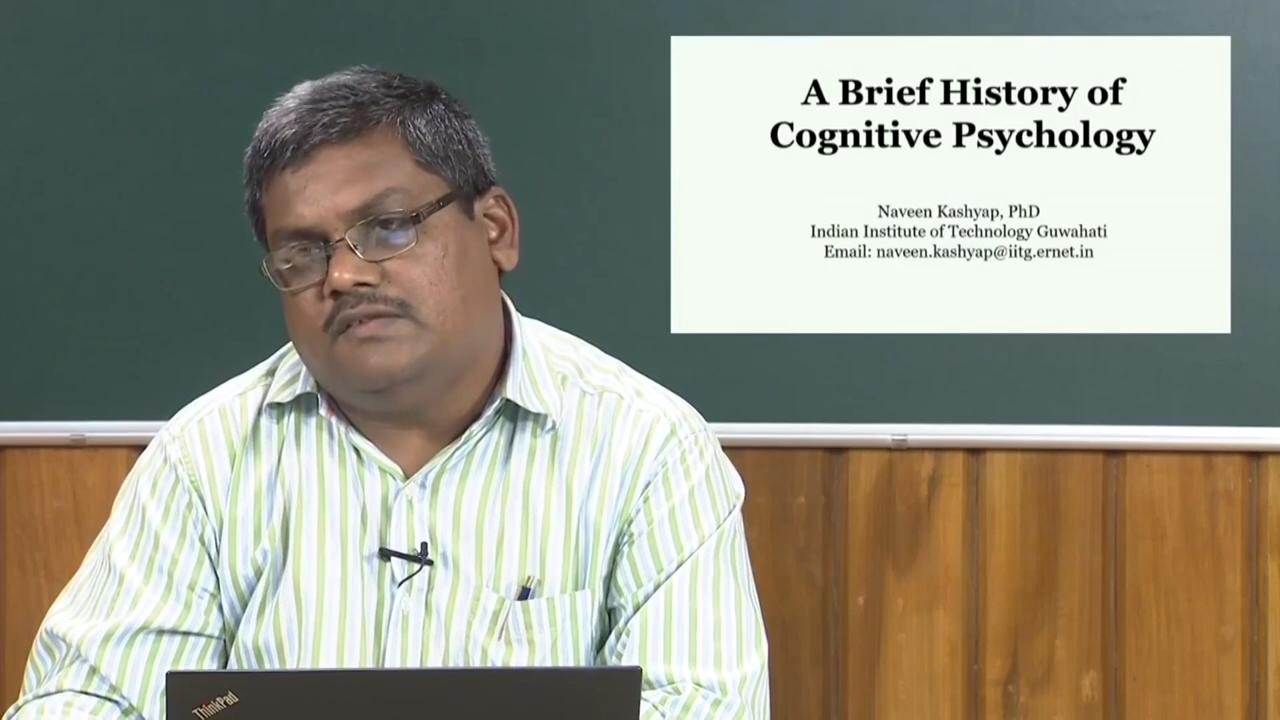 A Brief History of
Cognitive Psychology
Naveen Kashyap, PhD
Indian Institute of Technology Guwahati
Email: naveen.kashyap@iitg.ernet.in
ThinkPad